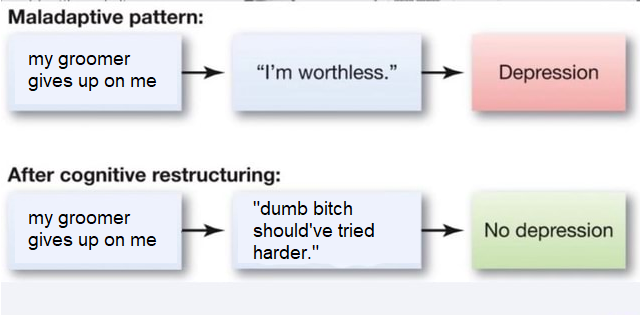 Maladaptive pattern:
my groomer
gives up on me
“I’m worthless.”
Depression
After cognitive restructuring:
my groomer
gives up on me
"dumb bitch
should've tried
harder."
No depression